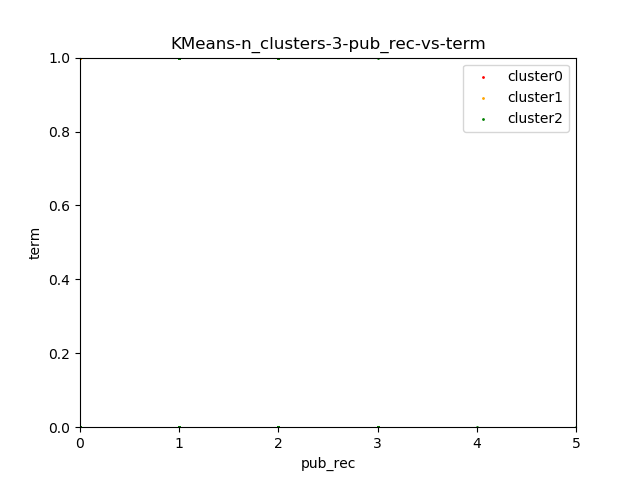 KMeans-n_clusters-3-pub_rec-vs-term
cluster0
cluster1
cluster2
1.0
0.8
0.6
0.4
0.2
0.0
term
0 1 2 3 4 5
pub_rec